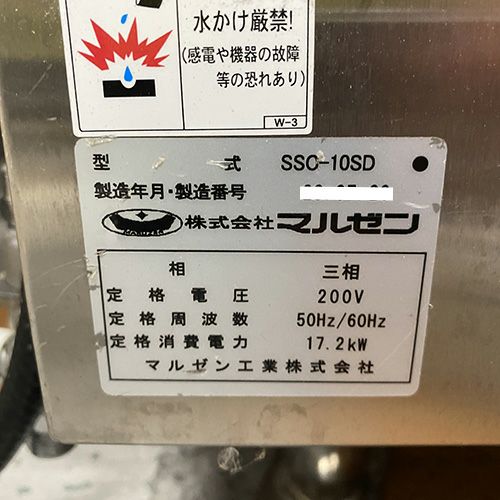 水かけ厳禁!
(感電や機器の故障
等の恐れあり)
W-3
型 式 SSC-10SD
製造年月・製造番号
MARUZEN 株式会社マルゼン
相 三相
定格電圧 200V
定格周波数 50Hz/60Hz
定格消費電力 17.2kW
マルゼン工業株式会社